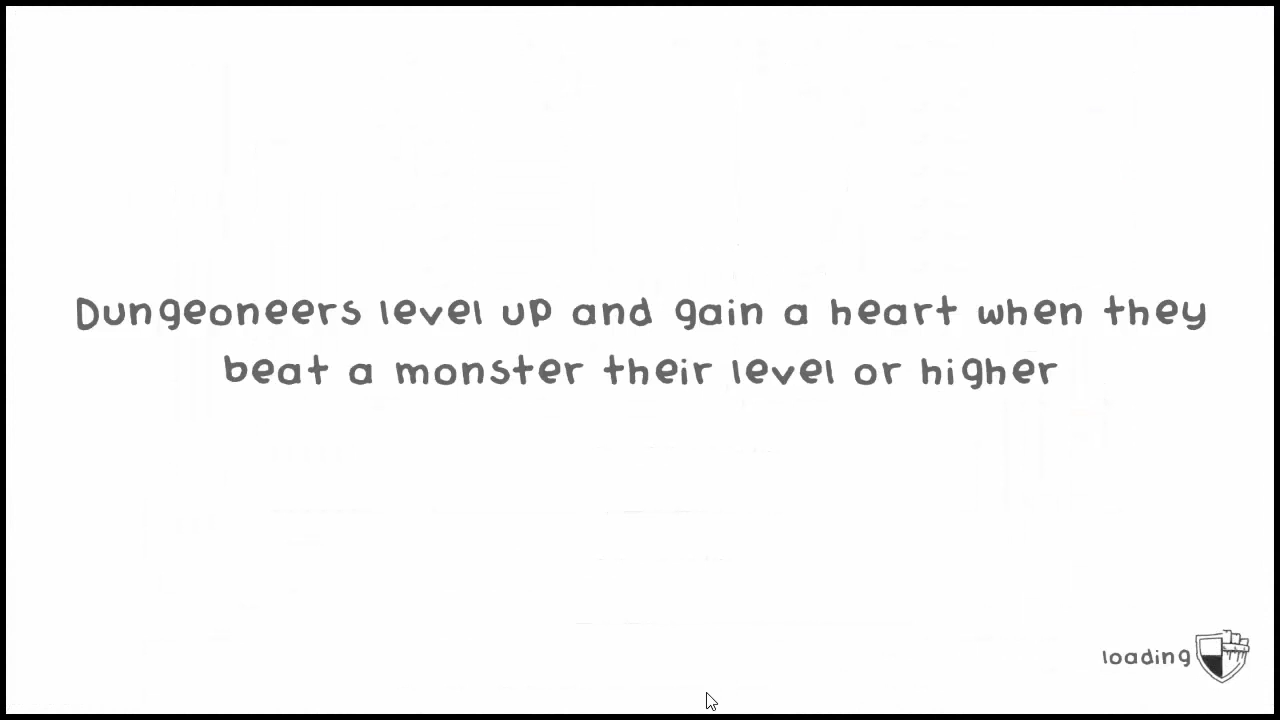 Dungeoneers level up and gain a heart when they
beat a monster their level or higher
loading